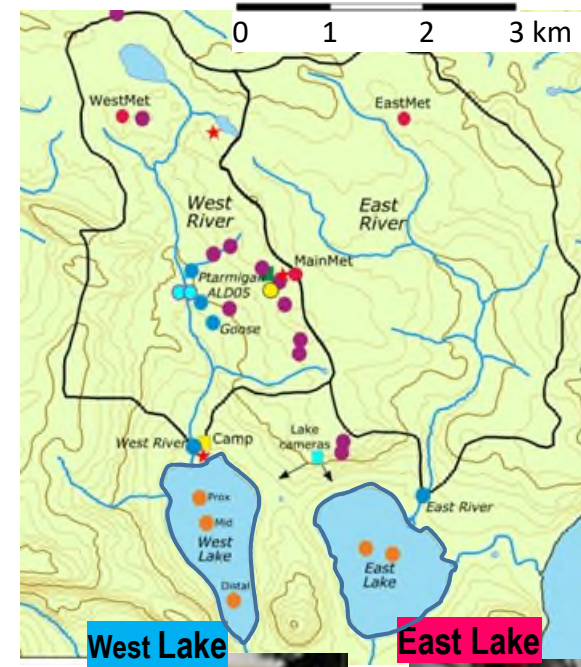 0 1 2 3 km
WestMet
EastMet
West
River
East
River
MainMet
Ptarmigan
ALD05
Goose
West River
Camp
Lake
cameras
Prox
East River
Mid
West
Lake
East
Lake
Distal
West Lake
East Lake